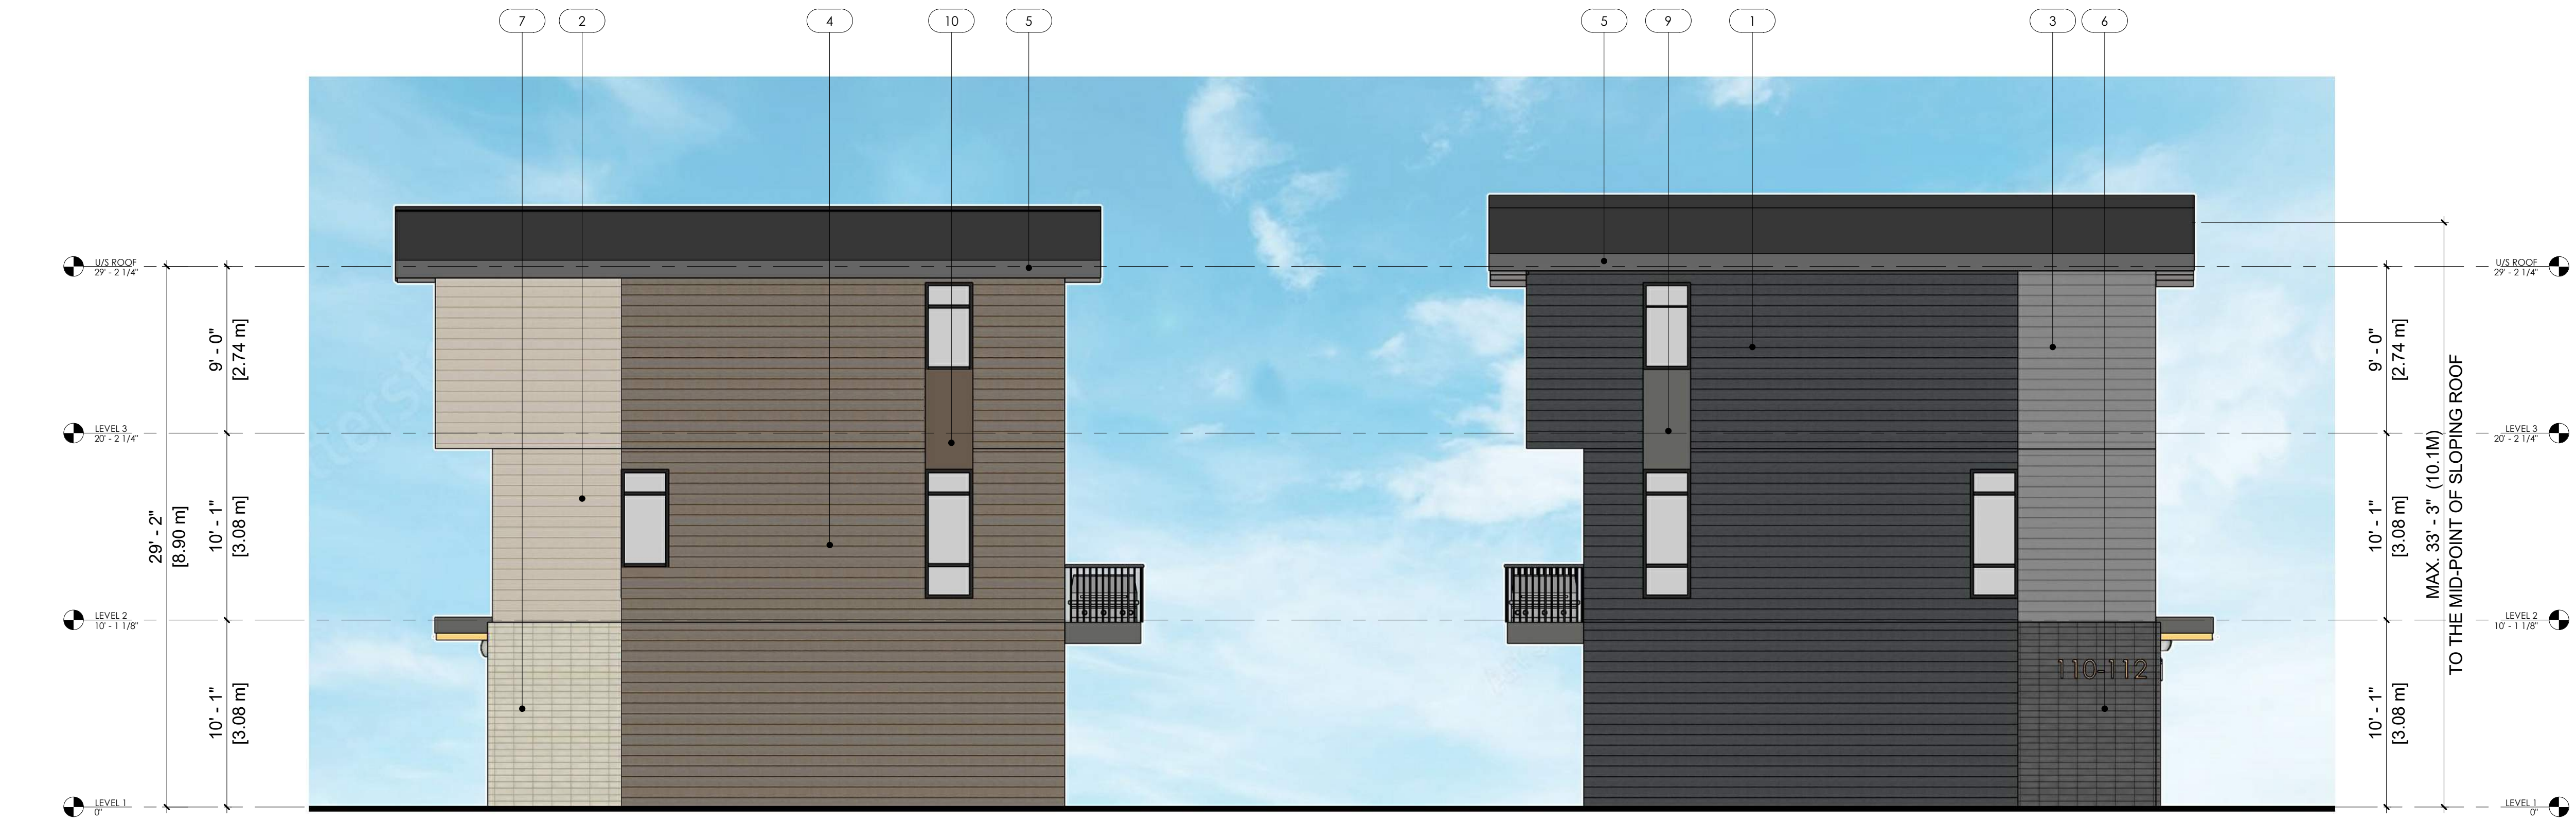 7 2 4 10 5 5 9 1 3 6
U/S ROOF
29' - 2 1/4"
LEVEL 3
20' - 2 1/4"
LEVEL 2
10' - 1 1/8"
LEVEL 1
0"
29' - 2"
[8.90 m]
9' - 0"
[2.74 m]
10' - 1"
[3.08 m]
10' - 1"
[3.08 m]
110-112
9' - 0"
[2.74 m]
10' - 1"
[3.08 m]
10' - 1"
[3.08 m]
MAX. 33' - 3" (10.1M)
TO THE MID-POINT OF SLOPING ROOF
U/S ROOF
29' - 2 1/4"
LEVEL 3
20' - 2 1/4"
LEVEL 2
10' - 1 1/8"
LEVEL 1
0"